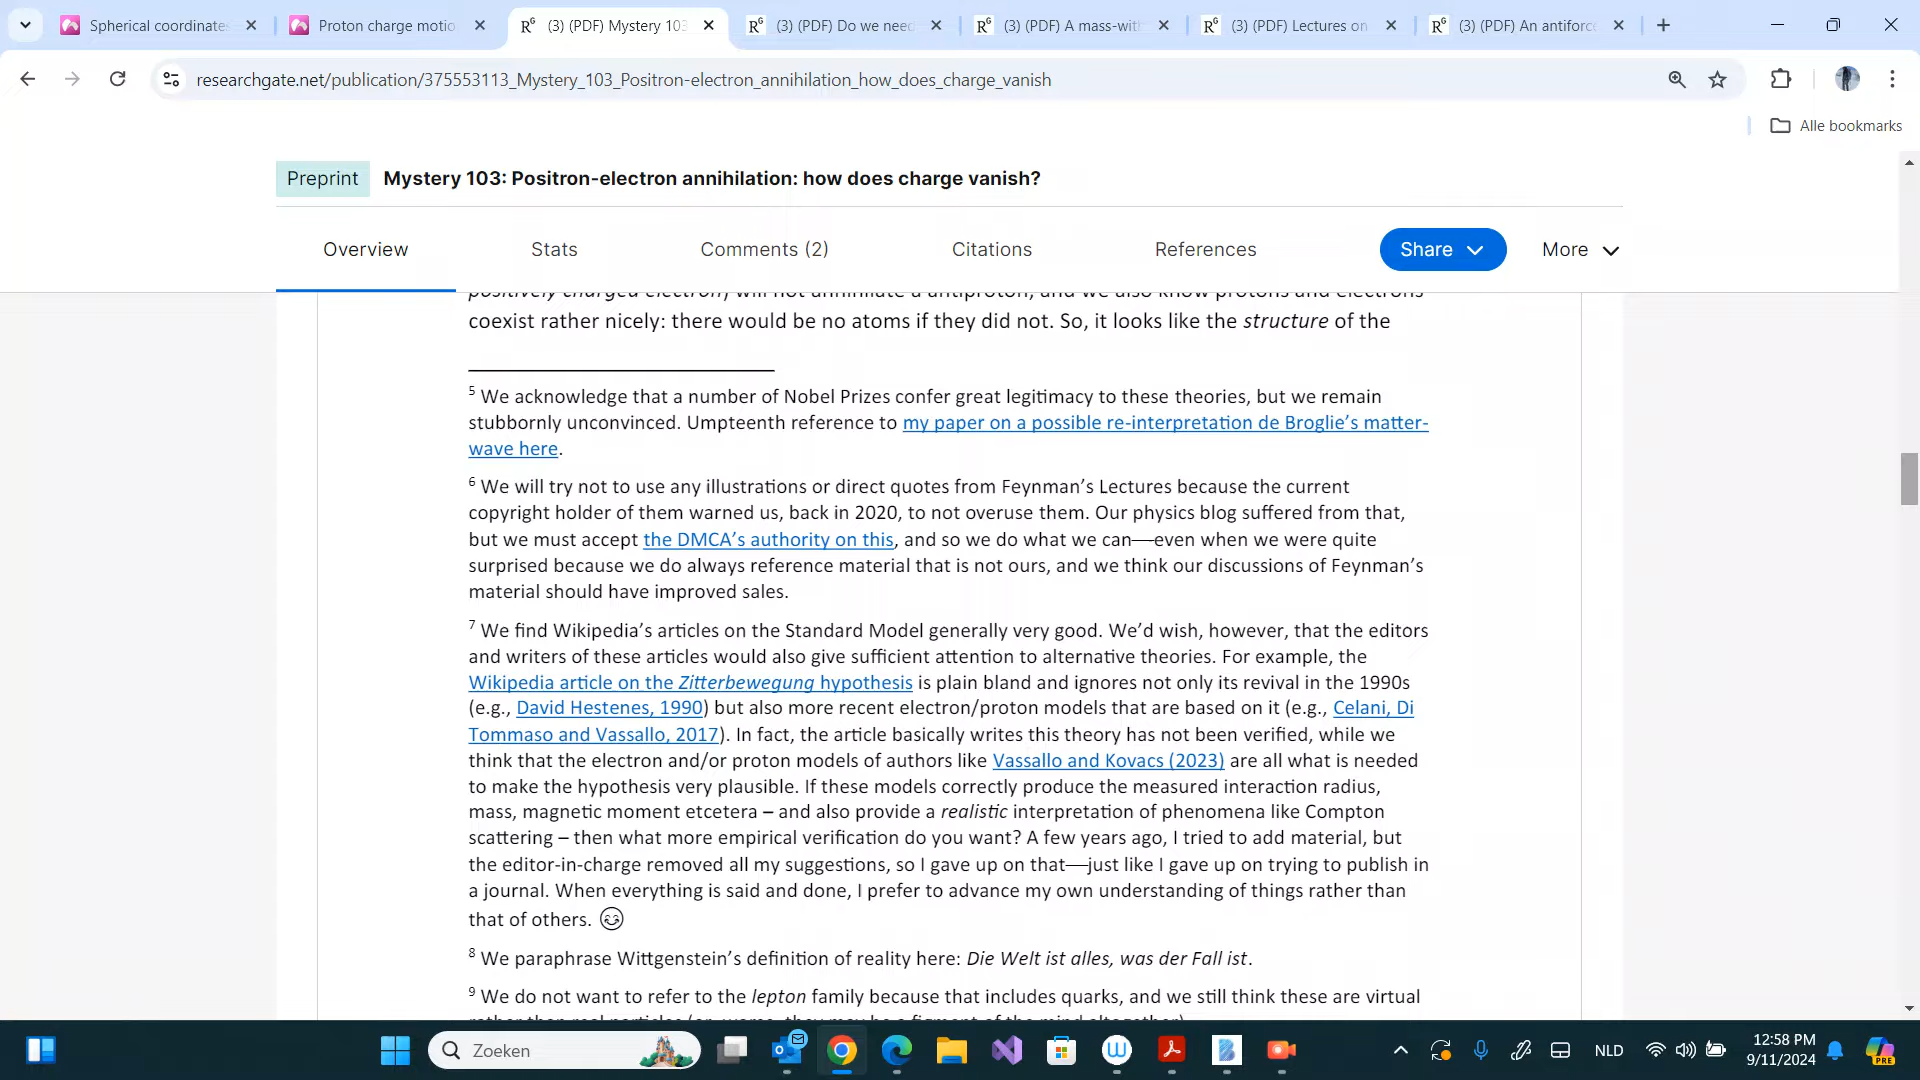 Spherical coordinates
Proton charge motio
(3) (PDF) Mystery 103
(3) (PDF) Do we need
(3) (PDF) A mass-with
(3) (PDF) Lectures on
(3) (PDF) An antiforce
researchgate.net/publication/375553113_Mystery_103_Positron-electron_annihilation_how_does_charge_vanish
Alle bookmarks
Preprint Mystery 103: Positron-electron annihilation: how does charge vanish?
Overview Stats Comments (2) Citations References Share More
positively charged electron) will not annihilate a antiproton, and we also know protons and electrons
coexist rather nicely: there would be no atoms if they did not. So, it looks like the structure of the
5 We acknowledge that a number of Nobel Prizes confer great legitimacy to these theories, but we remain
stubbornly unconvinced. Umpteenth reference to my paper on a possible re-interpretation de Broglie’s matter-
wave here.
6 We will try not to use any illustrations or direct quotes from Feynman’s Lectures because the current
copyright holder of them warned us, back in 2020, to not overuse them. Our physics blog suffered from that,
but we must accept the DMCA’s authority on this, and so we do what we can—even when we were quite
surprised because we do always reference material that is not ours, and we think our discussions of Feynman’s
material should have improved sales.
7 We find Wikipedia’s articles on the Standard Model generally very good. We’d wish, however, that the editors
and writers of these articles would also give sufficient attention to alternative theories. For example, the
Wikipedia article on the Zitterbewegung hypothesis is plain bland and ignores not only its revival in the 1990s
(e.g., David Hestenes, 1990) but also more recent electron/proton models that are based on it (e.g., Celani, Di
Tommaso and Vassallo, 2017). In fact, the article basically writes this theory has not been verified, while we
think that the electron and/or proton models of authors like Vassallo and Kovacs (2023) are all what is needed
to make the hypothesis very plausible. If these models correctly produce the measured interaction radius,
mass, magnetic moment etcetera – and also provide a realistic interpretation of phenomena like Compton
scattering – then what more empirical verification do you want? A few years ago, I tried to add material, but
the editor-in-charge removed all my suggestions, so I gave up on that—just like I gave up on trying to publish in
a journal. When everything is said and done, I prefer to advance my own understanding of things rather than
that of others.
8 We paraphrase Wittgenstein’s definition of reality here: Die Welt ist alles, was der Fall ist.
9 We do not want to refer to the lepton family because that includes quarks, and we still think these are virtual
Zoeken
NLD
12:58 PM
9/11/2024
PRE